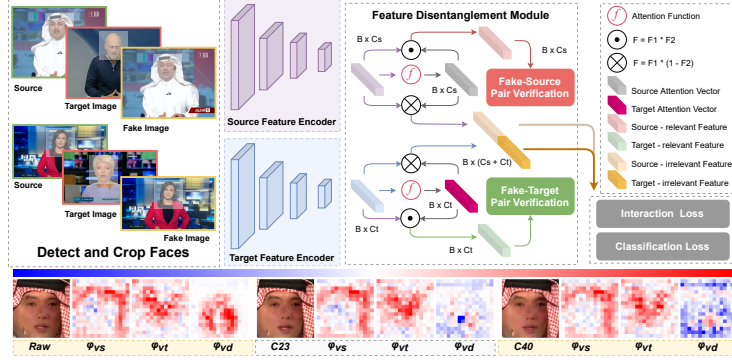 Source
Target Image
Fake Image
Source
Target Image
Fake Image
Detect and Crop Faces
Source Feature Encoder
Target Feature Encoder
Feature Disentanglement Module
B x Cs
B x Cs
f
B x Cs
Fake-Source
Pair Verification
B x (Cs + Ct)
f
B x Ct
Fake-Target
Pair Verification
B x Ct
B x Ct
f
Attention Function
F = F1 * F2
F = F1 * (1 - F2)
Source Attention Vector
Target Attention Vector
Source - relevant Feature
Target - relevant Feature
Source - irrelevant Feature
Target - irrelevant Feature
Interaction Loss
Classification Loss
Raw φvs φvt φvd C23 φvs φvt φvd C40 φvs φvt φvd